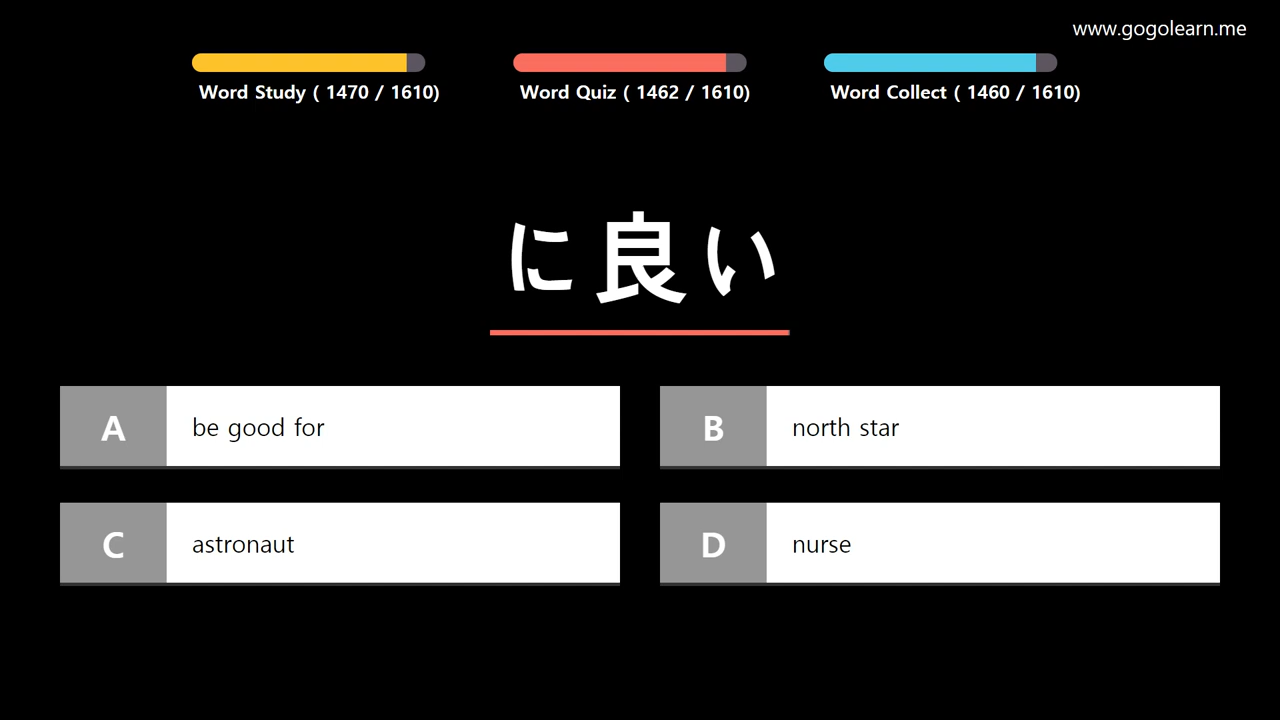 www.gogolearn.me
Word Study ( 1470 / 1610)
Word Quiz ( 1462 / 1610)
Word Collect ( 1460 / 1610)
に良い
A be good for
B north star
C astronaut
D nurse